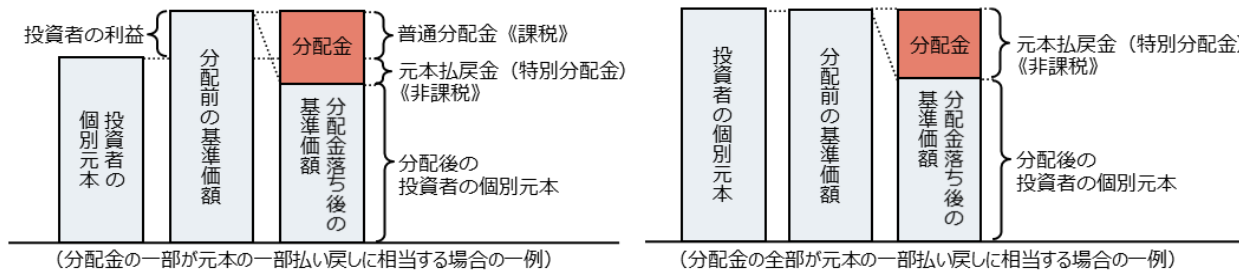 投資者の利益
投資者の
個別元本
分配前の基準価額
分配金
分配金落ち後の
基準価額
普通分配金《課税》
元本払戻金（特別分配金）
《非課税》
分配後の
投資者の個別元本
（分配金の一部が元本の一部払い戻しに相当する場合の一例）
投資者の個別元本
分配前の基準価額
分配金
分配金落ち後の
基準価額
元本払戻金（特別分配金）
《非課税》
分配後の
投資者の個別元本
（分配金の全部が元本の一部払い戻しに相当する場合の一例）